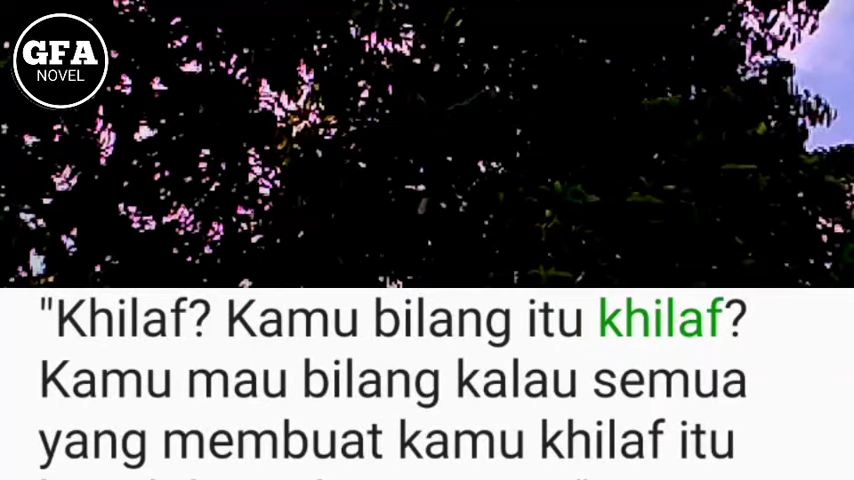 GFA
NOVEL
"Khilaf? Kamu bilang itu khilaf?
Kamu mau bilang kalau semua
yang membuat kamu khilaf itu